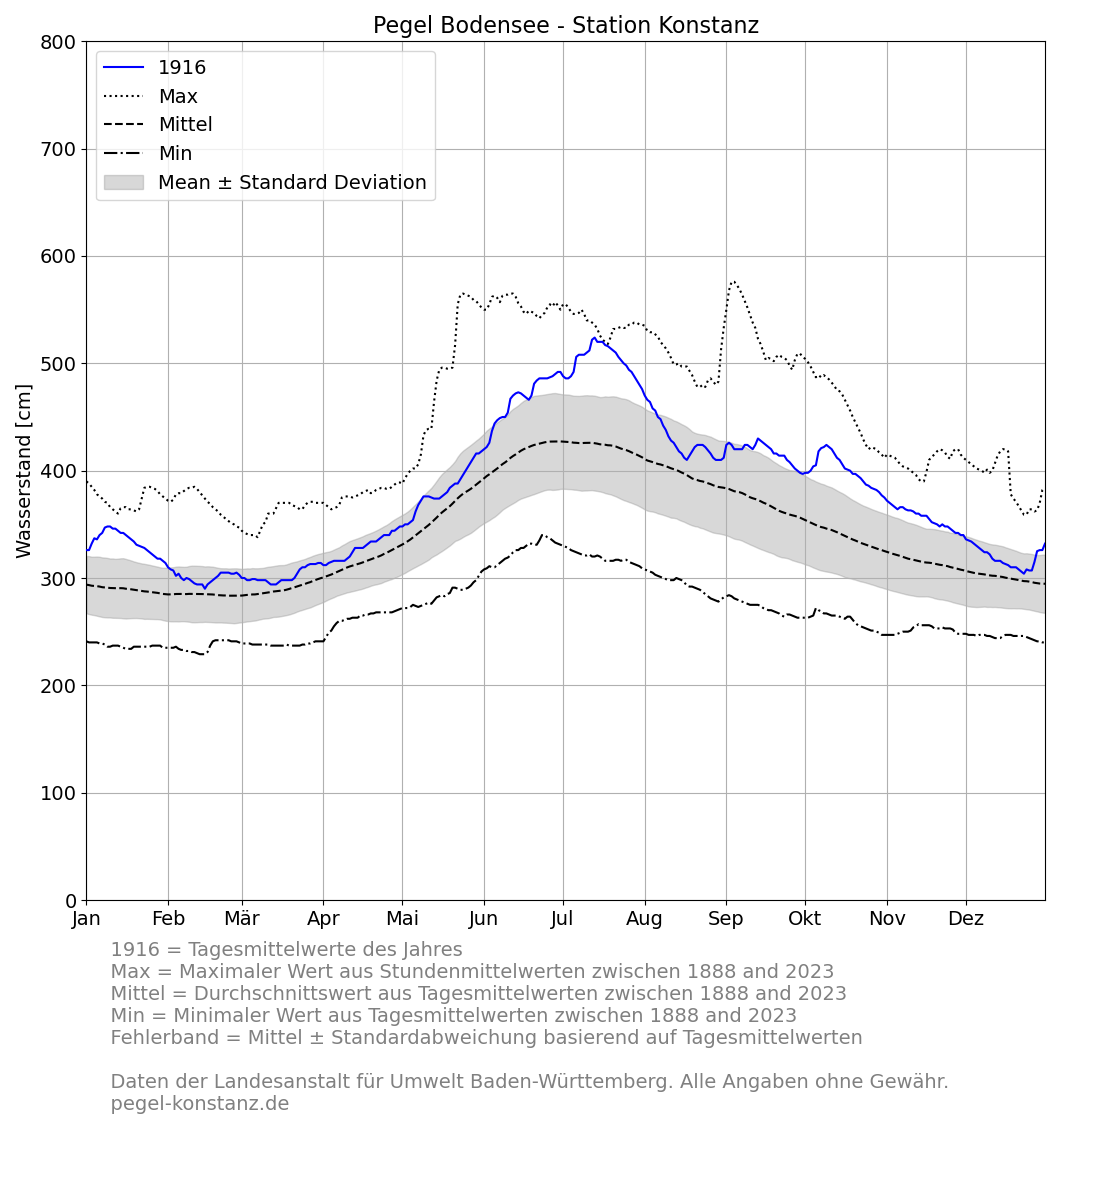 Pegel Bodensee - Station Konstanz
800
700
600
500
400
300
200
100
0
Wasserstand [cm]
1916
Max
Mittel
Min
Mean ± Standard Deviation
Jan Feb Mär Apr Mai Jun Jul Aug Sep Okt Nov Dez
1916 = Tagesmittelwerte des Jahres
Max = Maximaler Wert aus Stundenmittelwerten zwischen 1888 and 2023
Mittel = Durchschnittswert aus Tagesmittelwerten zwischen 1888 and 2023
Min = Minimaler Wert aus Tagesmittelwerten zwischen 1888 and 2023
Fehlerband = Mittel ± Standardabweichung basierend auf Tagesmittelwerten
Daten der Landesanstalt für Umwelt Baden-Württemberg. Alle Angaben ohne Gewähr.
pegel-konstanz.de